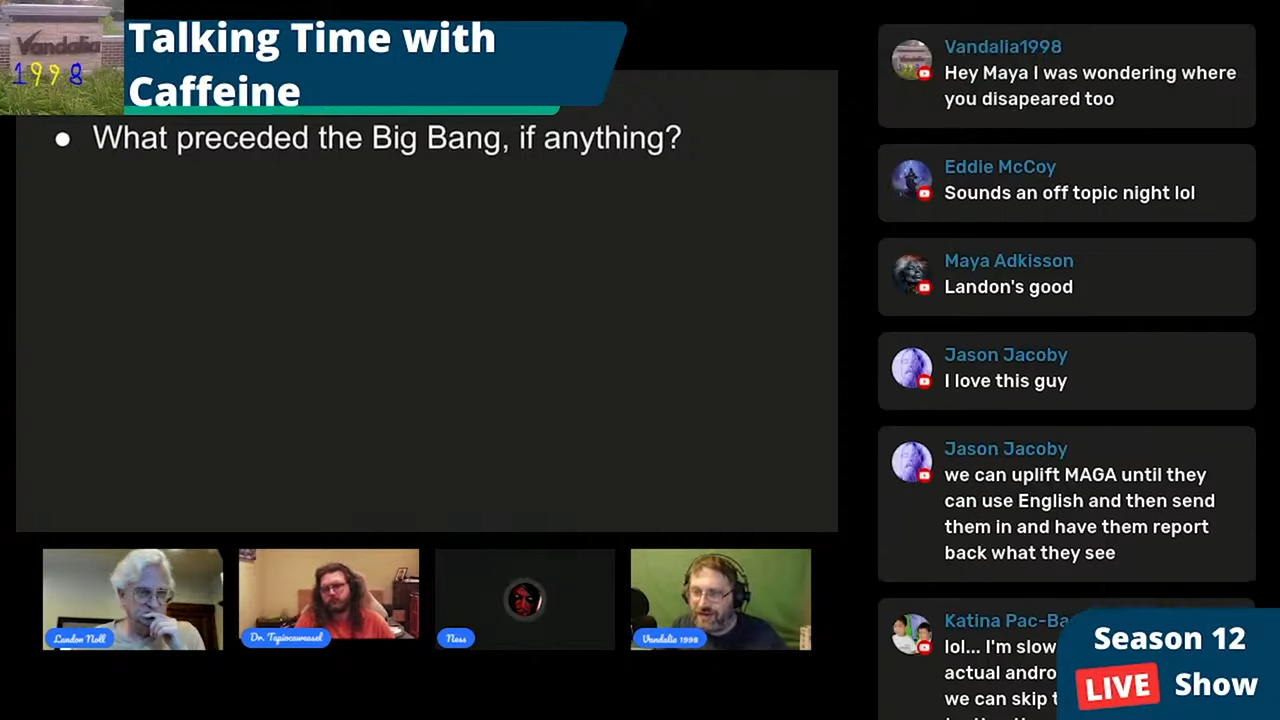 Vandalia
1998
Talking Time with
Caffeine
● What preceded the Big Bang, if anything?
Landon Noll
Dr. Tapiocaweasel
Ness
Vandalia 1998
Vandalia1998
Hey Maya I was wondering where
you disapeared too
Eddie McCoy
Sounds an off topic night lol
Maya Adkisson
Landon's good
Jason Jacoby
I love this guy
Jason Jacoby
we can uplift MAGA until they
can use English and then send
them in and have them report
back what they see
Katina Pac-Ba
lol... I'm slow
actual andro
we can skip t
Season 12
LIVE Show